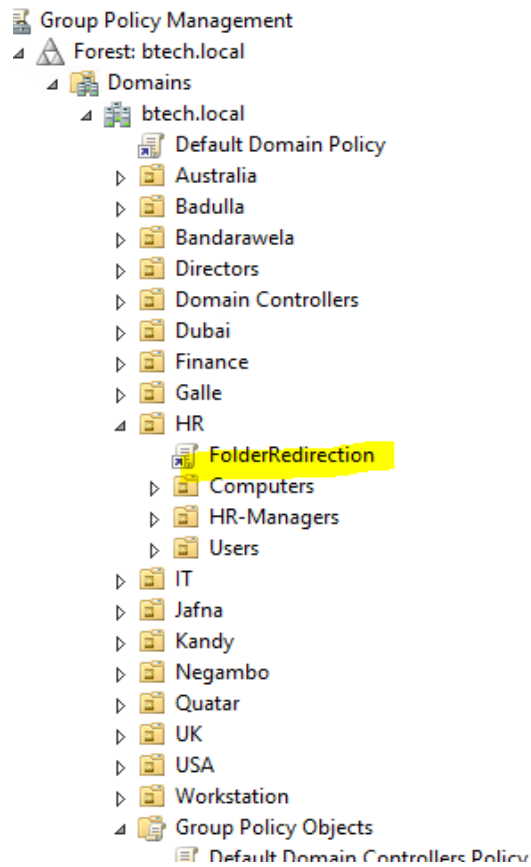 Group Policy Management
Forest: btech.local
Domains
btech.local
Default Domain Policy
Australia
Badulla
Bandarawela
Directors
Domain Controllers
Dubai
Finance
Galle
HR
FolderRedirection
Computers
HR-Managers
Users
IT
Jafna
Kandy
Negambo
Quatar
UK
USA
Workstation
Group Policy Objects
Default Domain Controllers Policy